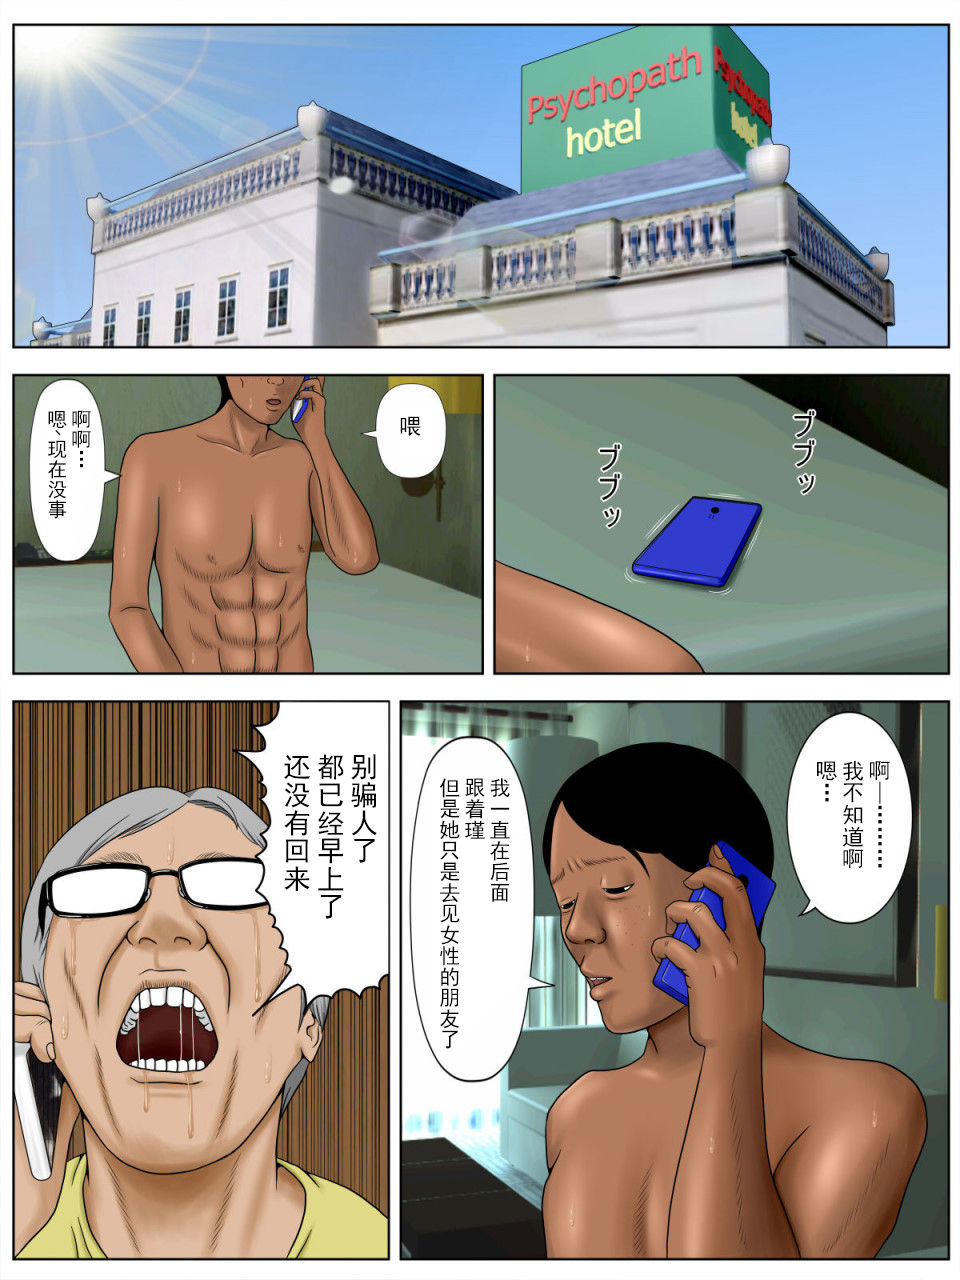 Psychopath
hotel
Psychopath
hotel
ブブッ
ブブッ
喂
啊啊…
嗯、现在没事
啊—………
我不知道啊
嗯…
我一直在后面
跟着瑾
但是她只是去见女性的朋友了
别骗人了
都已经早上了
还没有回来